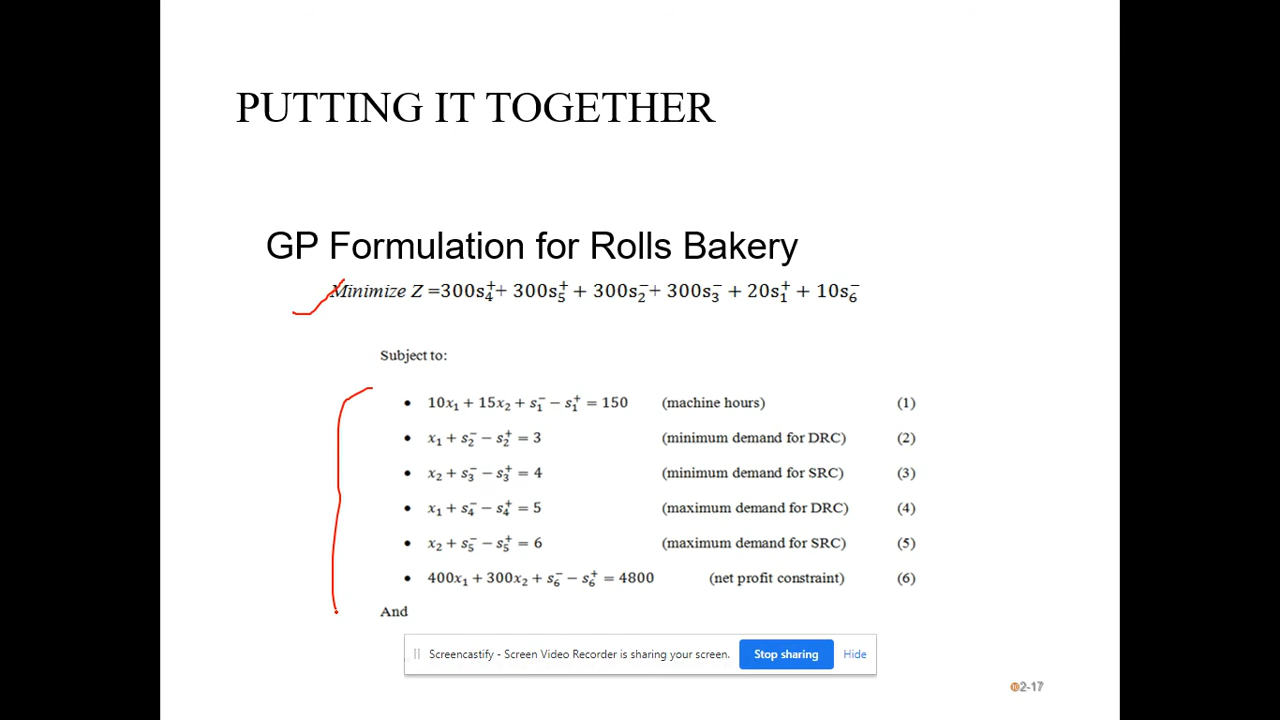 PUTTING IT TOGETHER
GP Formulation for Rolls Bakery
Minimize Z =300s₄⁺+ 300s₅⁺ + 300s₂⁻+ 300s₃⁻ + 20s₁⁺ + 10s₆⁻
Subject to:
• 10x₁ + 15x₂ + s₁⁻ − s₁⁺ = 150 (machine hours) (1)
• x₁ + s₂⁻ − s₂⁺ = 3 (minimum demand for DRC) (2)
• x₂ + s₃⁻ − s₃⁺ = 4 (minimum demand for SRC) (3)
• x₁ + s₄⁻ − s₄⁺ = 5 (maximum demand for DRC) (4)
• x₂ + s₅⁻ − s₅⁺ = 6 (maximum demand for SRC) (5)
• 400x₁ + 300x₂ + s₆⁻ − s₆⁺ = 4800 (net profit constraint) (6)
And
Screencastify - Screen Video Recorder is sharing your screen. Stop sharing Hide
2-17